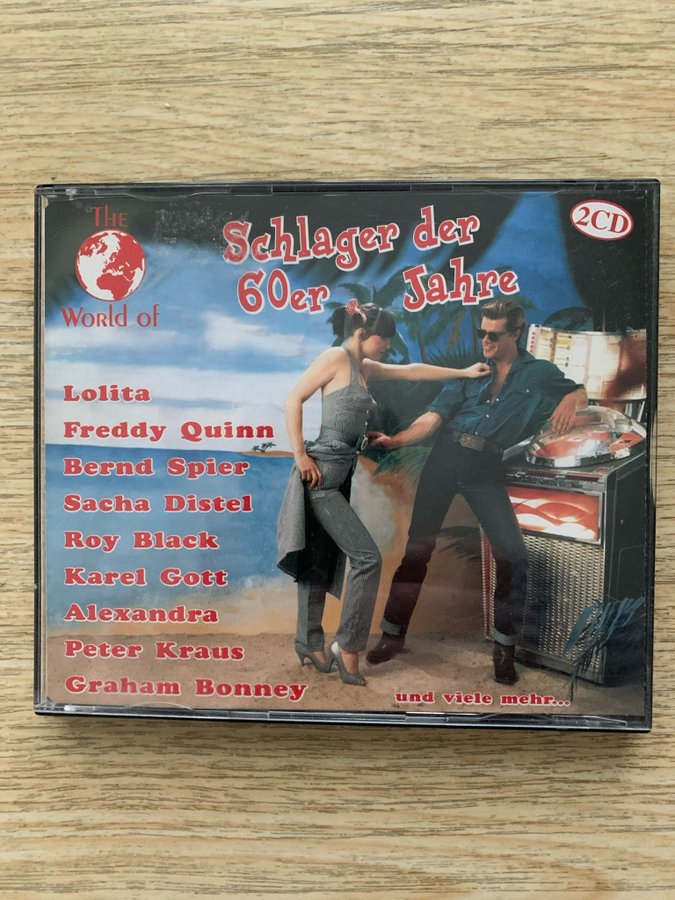 The
World of
Schlager der
60er Jahre
2CD
Lolita
Freddy Quinn
Bernd Spier
Sacha Distel
Roy Black
Karel Gott
Alexandra
Peter Kraus
Graham Bonney
und viele mehr...